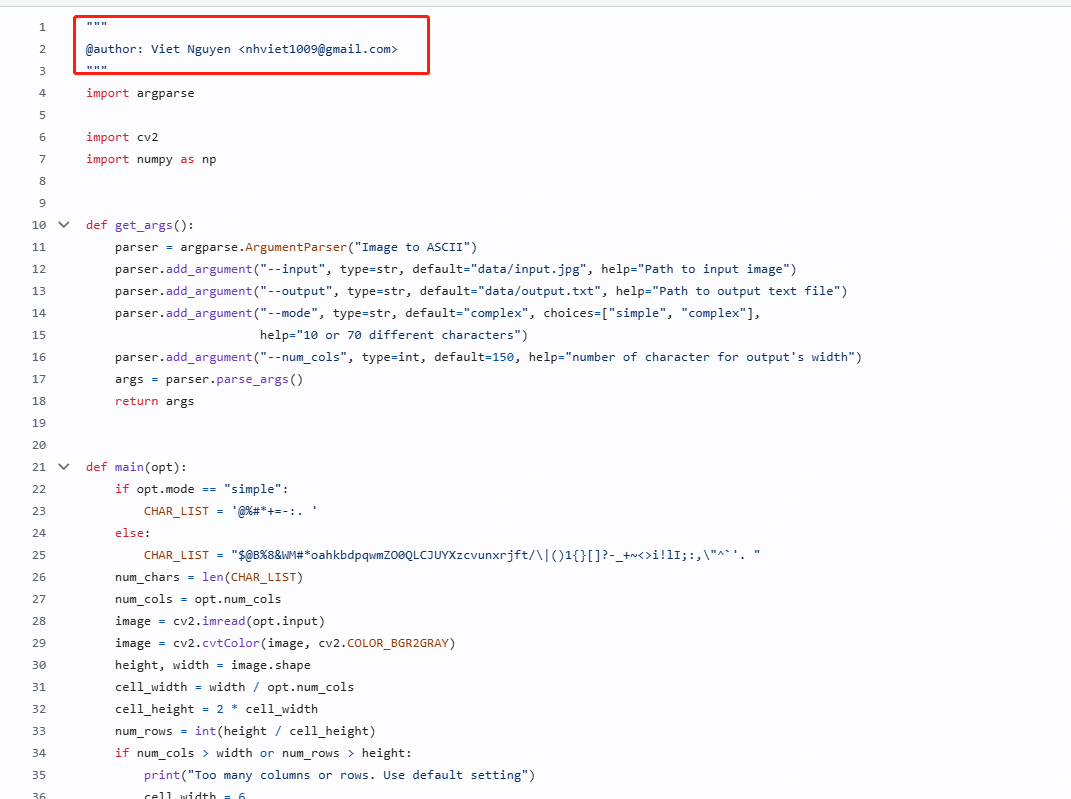 1 """
2 @author: Viet Nguyen <nhviet1009@gmail.com>
3 """
4 import argparse
5
6 import cv2
7 import numpy as np
8
9
10 def get_args():
11     parser = argparse.ArgumentParser("Image to ASCII")
12     parser.add_argument("--input", type=str, default="data/input.jpg", help="Path to input image")
13     parser.add_argument("--output", type=str, default="data/output.txt", help="Path to output text file")
14     parser.add_argument("--mode", type=str, default="complex", choices=["simple", "complex"],
15                         help="10 or 70 different characters")
16     parser.add_argument("--num_cols", type=int, default=150, help="number of character for output's width")
17     args = parser.parse_args()
18     return args
19
20
21 def main(opt):
22     if opt.mode == "simple":
23         CHAR_LIST = '@%#*+=-:. '
24     else:
25         CHAR_LIST = "$@B%8&WM#*oahkbdpqwmZO0QLCJUYXzcvunxrjft/\|()1{}[]?-_+~<>i!lI;:,\"^`'. "
26     num_chars = len(CHAR_LIST)
27     num_cols = opt.num_cols
28     image = cv2.imread(opt.input)
29     image = cv2.cvtColor(image, cv2.COLOR_BGR2GRAY)
30     height, width = image.shape
31     cell_width = width / opt.num_cols
32     cell_height = 2 * cell_width
33     num_rows = int(height / cell_height)
34     if num_cols > width or num_rows > height:
35         print("Too many columns or rows. Use default setting")
36         cell_width = 6